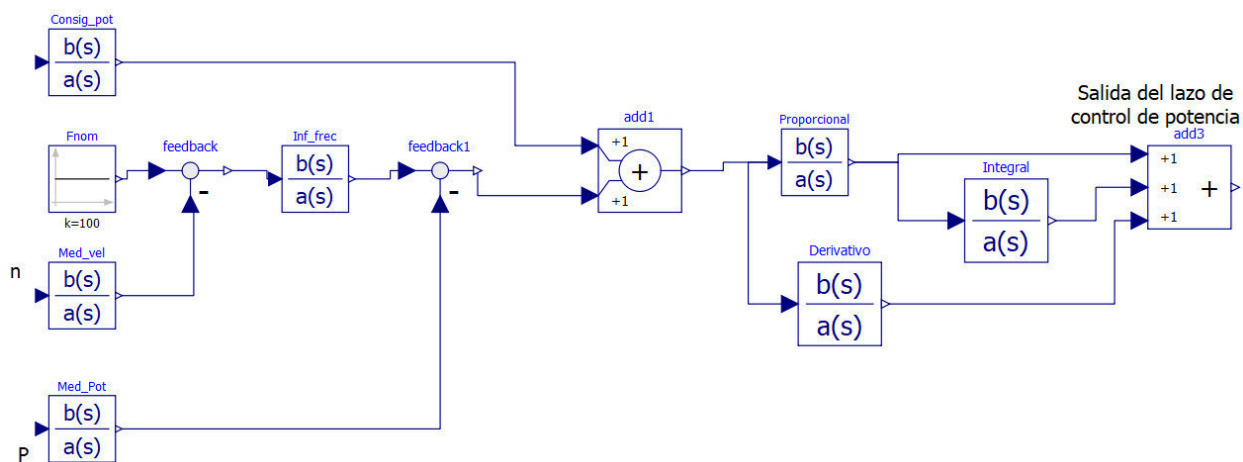 Consig_pot
b(s)
a(s)
Fnom
k=100
feedback
-
Inf_frec
b(s)
a(s)
feedback1
-
n
Med_vel
b(s)
a(s)
P
Med_Pot
b(s)
a(s)
add1
+1
+
+1
Proporcional
b(s)
a(s)
Derivativo
b(s)
a(s)
Integral
b(s)
a(s)
Salida del lazo de
control de potencia
add3
+1
+1
+
+1